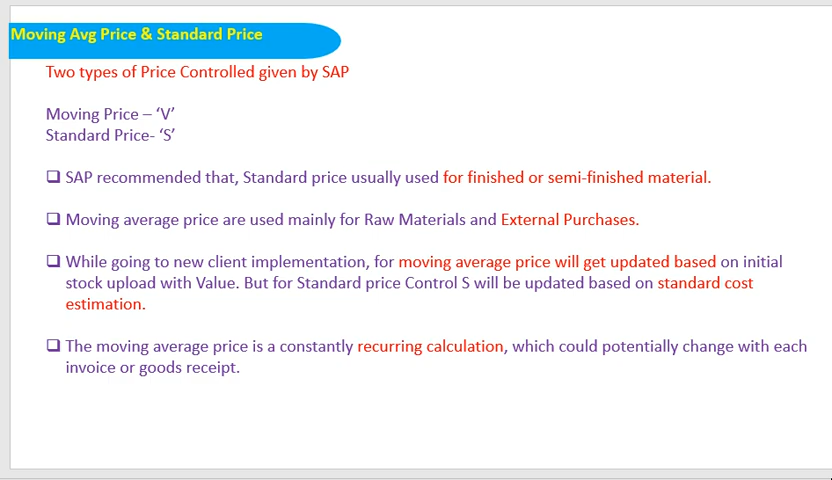 Moving Avg Price & Standard Price
Two types of Price Controlled given by SAP
Moving Price – ‘V’
Standard Price- ‘S’
❑ SAP recommended that, Standard price usually used for finished or semi-finished material.
❑ Moving average price are used mainly for Raw Materials and External Purchases.
❑ While going to new client implementation, for moving average price will get updated based on initial
stock upload with Value. But for Standard price Control S will be updated based on standard cost
estimation.
❑ The moving average price is a constantly recurring calculation, which could potentially change with each
invoice or goods receipt.